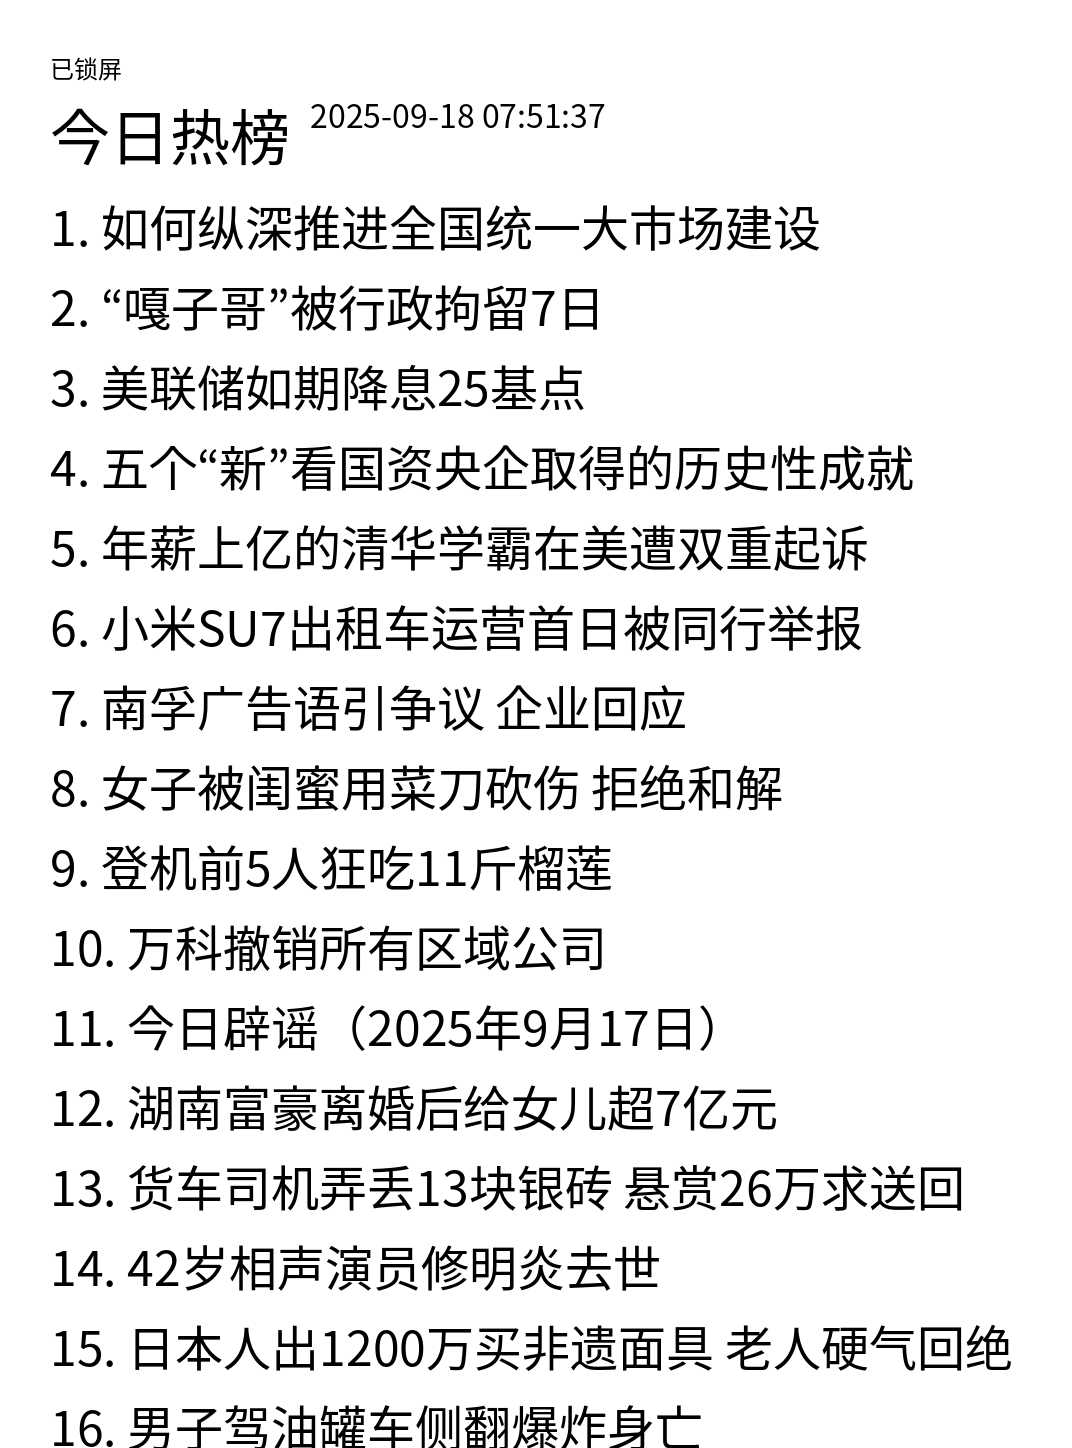 已锁屏
今日热榜 2025-09-18 07:51:37
1. 如何纵深推进全国统一大市场建设
2. “嘎子哥”被行政拘留7日
3. 美联储如期降息25基点
4. 五个“新”看国资央企取得的历史性成就
5. 年薪上亿的清华学霸在美遭双重起诉
6. 小米SU7出租车运营首日被同行举报
7. 南孚广告语引争议 企业回应
8. 女子被闺蜜用菜刀砍伤 拒绝和解
9. 登机前5人狂吃11斤榴莲
10. 万科撤销所有区域公司
11. 今日辟谣（2025年9月17日）
12. 湖南富豪离婚后给女儿超7亿元
13. 货车司机弄丢13块银砖 悬赏26万求送回
14. 42岁相声演员修明炎去世
15. 日本人出1200万买非遗面具 老人硬气回绝
16. 男子驾油罐车侧翻爆炸身亡